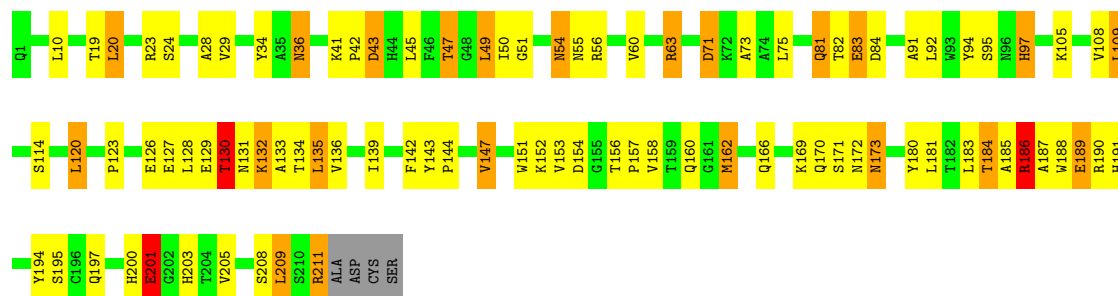 Q1 L10 T19 L20 R23 S24 A28 V29 Y34 A35 N36 K41 P42 D43 H44 L45 F46 T47 G48 L49 I50 G51 N54 N55 R56 V60 R63 D71 K72 A73 A74 L75 Q81 T82 E83 D84 A91 L92 W93 Y94 S95 N96 H97 K105 V108 L109
S114 L120 P123 E126 E127 L128 E129 T130 N131 K132 A133 T134 L135 V136 I139 F142 Y143 P144 V147 W151 K152 V153 D154 G155 T156 P157 V158 T159 Q160 G161 M162 Q166 K169 Q170 S171 N172 N173 Y180 L181 T182 L183 T184 A185 R186 A187 W188 E189 R190 H191
Y194 S195 C196 Q197 H200 E201 G202 H203 T204 V205 S208 L209 S210 R211 ALA ASP CYS SER